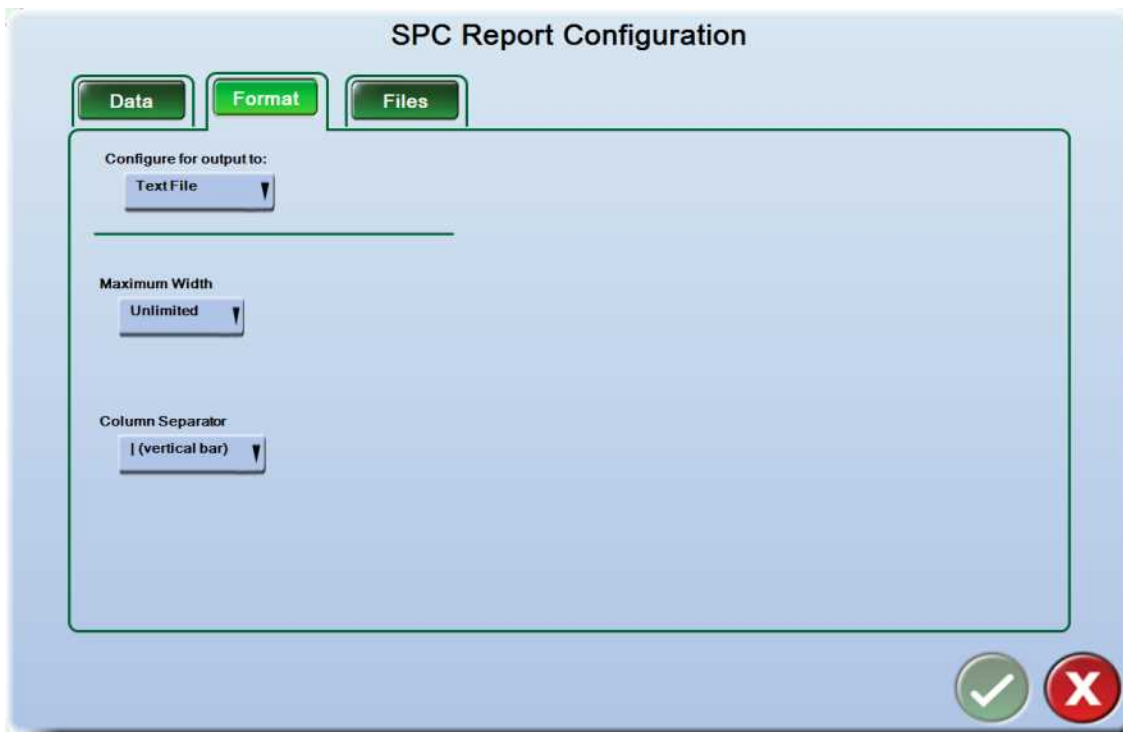 SPC Report Configuration
Data
Format
Files
Configure for output to:
Text File
Maximum Width
Unlimited
Column Separator
| (vertical bar)